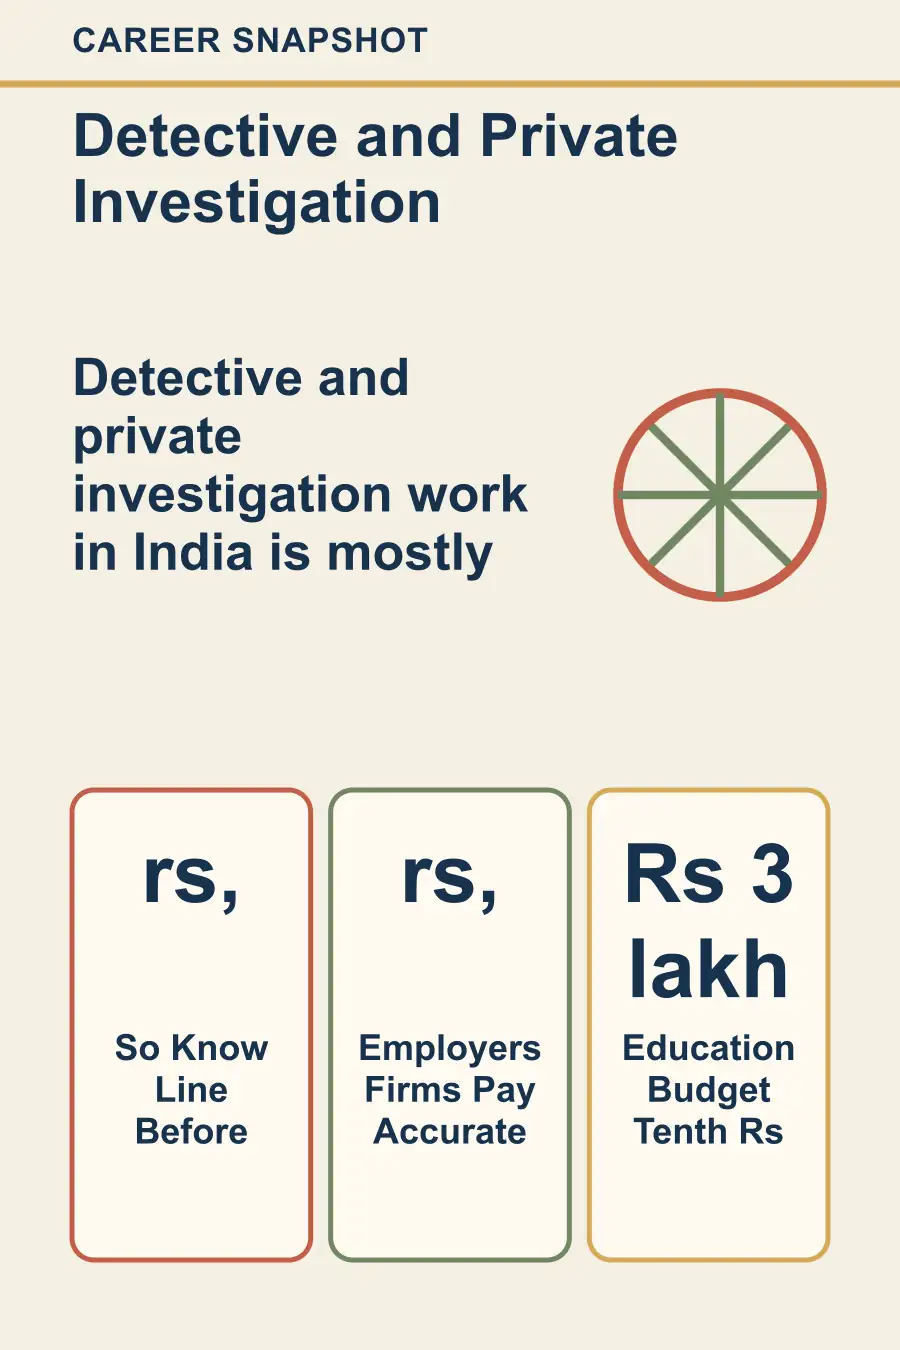 CAREER SNAPSHOT
Detective and Private
Investigation
Detective and
private
investigation work
in India is mostly
rs,
So Know
Line
Before
rs,
Employers
Firms Pay
Accurate
Rs 3
lakh
Education
Budget
Tenth Rs